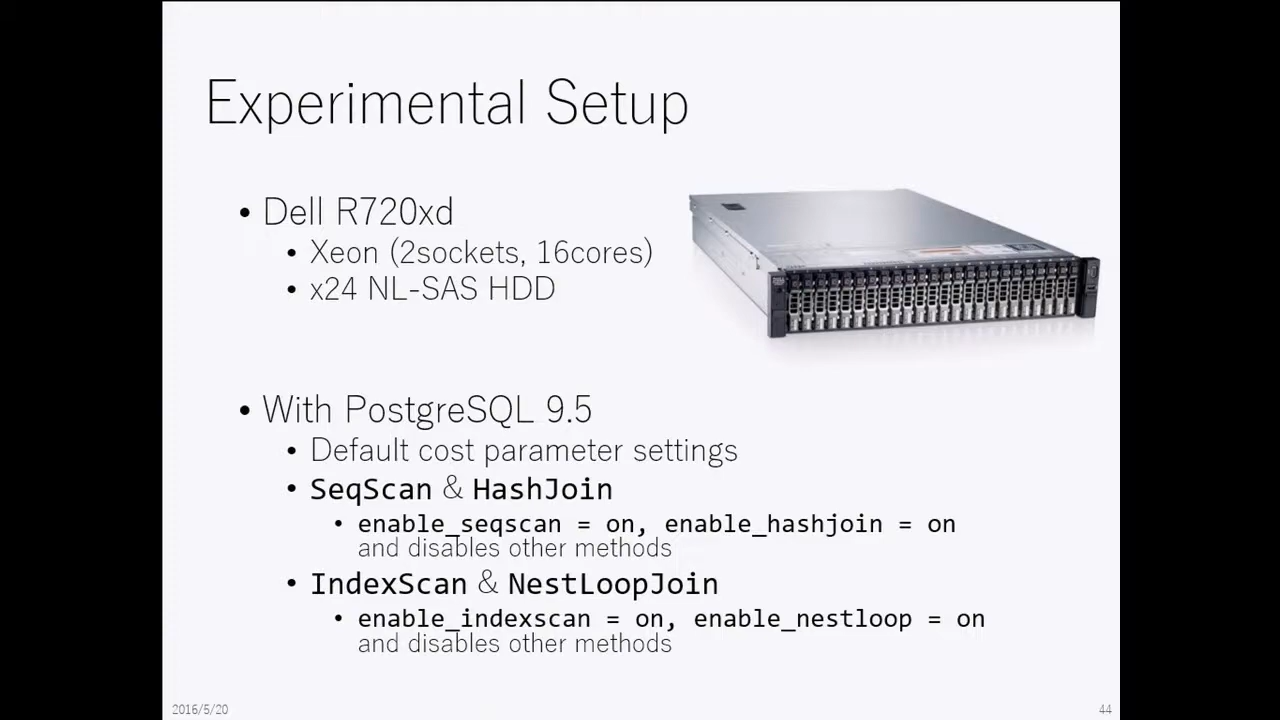 Experimental Setup
• Dell R720xd
• Xeon (2sockets, 16cores)
• x24 NL-SAS HDD
• With PostgreSQL 9.5
• Default cost parameter settings
• SeqScan & HashJoin
• enable_seqscan = on, enable_hashjoin = on
and disables other methods
• IndexScan & NestLoopJoin
• enable_indexscan = on, enable_nestloop = on
and disables other methods
2016/5/20
44